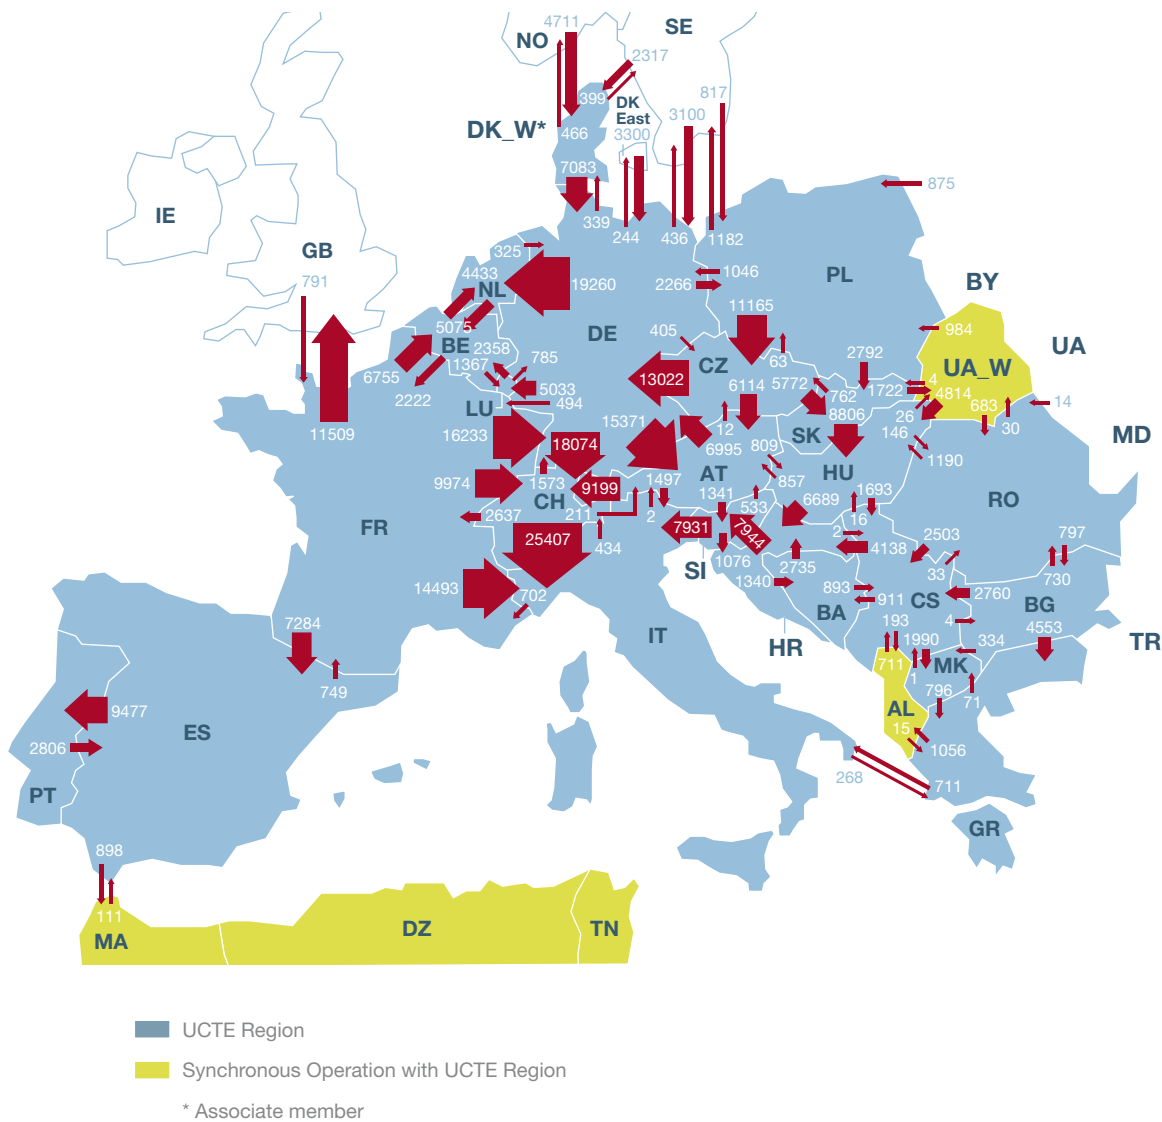 4711
NO
SE
2317
399
DK
East
3300
817
3100
DK_W*
466
7083
339
244
436
1182
875
IE
GB
791
325
4433
NL
19260
1046
2266
PL
BY
11165
DE
405
984
UA
5075
BE
2358
785
1367
6755
2222
5033
494
LU
13022
CZ
63
2792
UA_W
6114
5772
762
1722
4
4814
26
683
30
14
MD
11509
16233
18074
15371
12
6995
8806
SK
146
1190
809
857
HU
AT
RO
9974
1573
CH
9199
1497
1341
533
6689
1693
16
FR
2637
211
2
7931
7944
2
4138
2503
797
25407
434
1076
SI
2735
33
730
14493
702
1340
893
911
BA
CS
2760
BG
IT
HR
193
4
4553
TR
7284
1990
334
711
MK
1
796
71
749
9477
AL
ES
2806
15
1056
268
711
PT
GR
898
111
MA
DZ
TN
UCTE Region
Synchronous Operation with UCTE Region
* Associate member